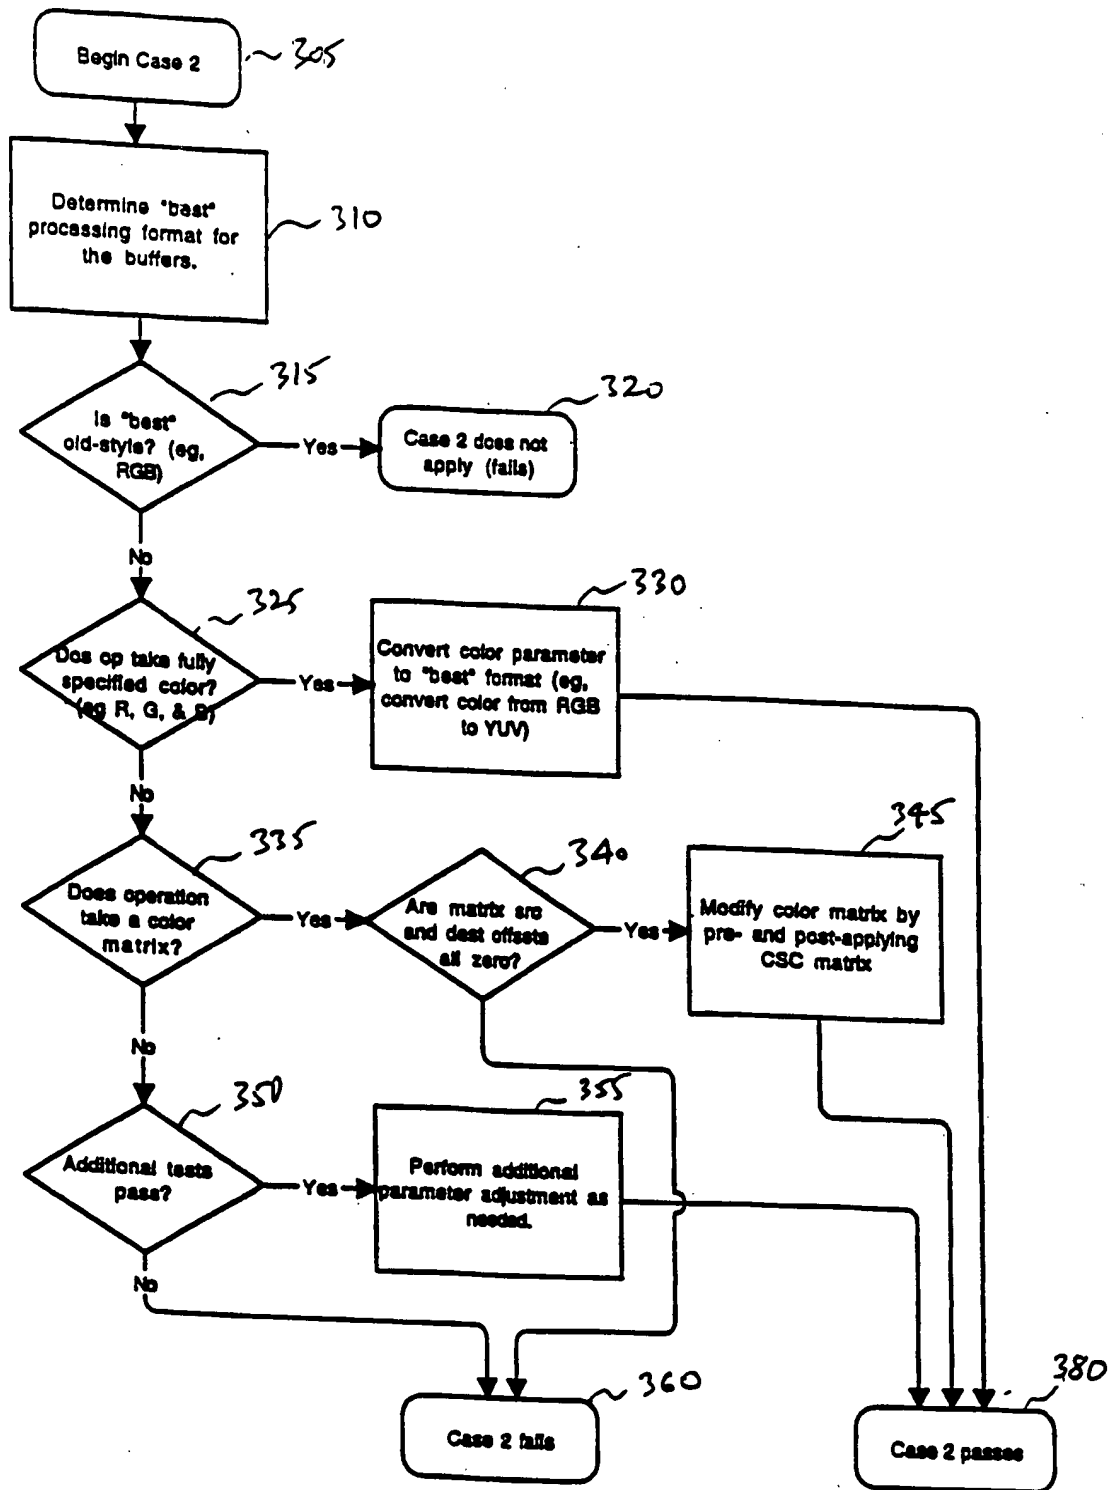 Begin Case 2
305
Determine "best"
processing format for
the buffers.
310
315
Is "best"
old-style? (eg,
RGB)
Yes
320
Case 2 does not
apply (fails)
No
325
Dos op take fully
specified color?
(eg R, G, & B)
Yes
330
Convert color parameter
to "best" format (eg,
convert color from RGB
to YUV)
No
335
Does operation
take a color
matrix?
Yes
340
Are matrix src
and dest offsets
all zero?
Yes
345
Modify color matrix by
pre- and post-applying
CSC matrix
No
350
Additional tests
pass?
Yes
355
Perform additional
parameter adjustment as
needed.
No
360
Case 2 fails
380
Case 2 passes